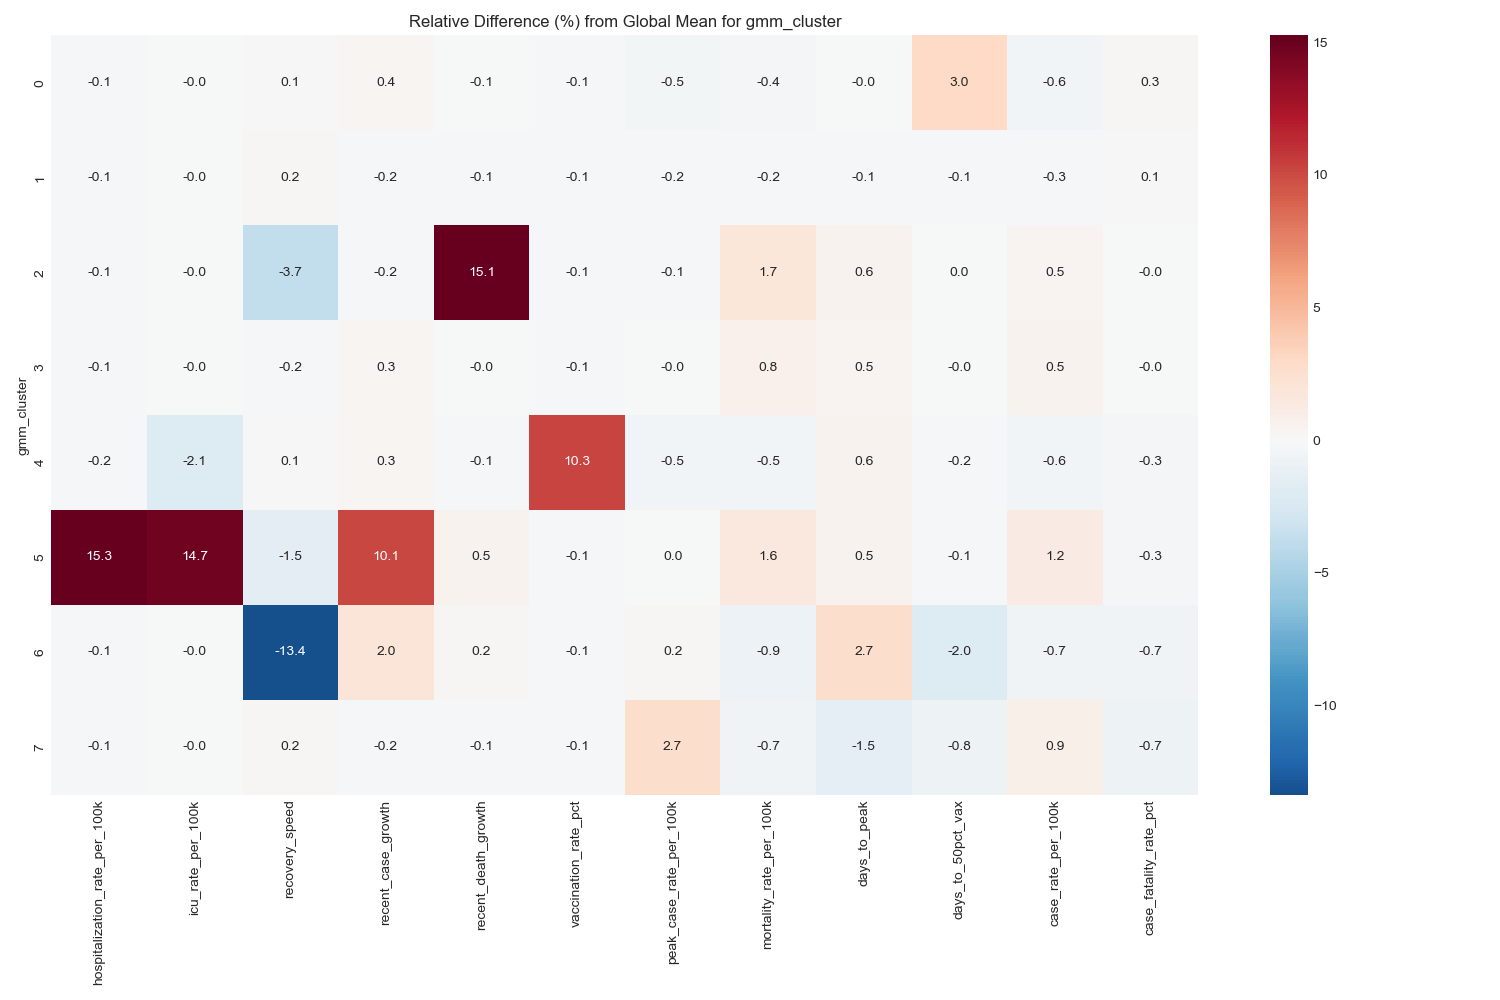 Relative Difference (%) from Global Mean for gmm_cluster
gmm_cluster
0 -0.1 -0.0 0.1 0.4 -0.1 -0.1 -0.5 -0.4 -0.0 3.0 -0.6 0.3
1 -0.1 -0.0 0.2 -0.2 -0.1 -0.1 -0.2 -0.2 -0.1 -0.1 -0.3 0.1
2 -0.1 -0.0 -3.7 -0.2 15.1 -0.1 -0.1 1.7 0.6 0.0 0.5 -0.0
3 -0.1 -0.0 -0.2 0.3 -0.0 -0.1 -0.0 0.8 0.5 -0.0 0.5 -0.0
4 -0.2 -2.1 0.1 0.3 -0.1 10.3 -0.5 -0.5 0.6 -0.2 -0.6 -0.3
5 15.3 14.7 -1.5 10.1 0.5 -0.1 0.0 1.6 0.5 -0.1 1.2 -0.3
6 -0.1 -0.0 -13.4 2.0 0.2 -0.1 0.2 -0.9 2.7 -2.0 -0.7 -0.7
7 -0.1 -0.0 0.2 -0.2 -0.1 -0.1 2.7 -0.7 -1.5 -0.8 0.9 -0.7
hospitalization_rate_per_100k
icu_rate_per_100k
recovery_speed
recent_case_growth
recent_death_growth
vaccination_rate_pct
peak_case_rate_per_100k
mortality_rate_per_100k
days_to_peak
days_to_50pct_vax
case_rate_per_100k
case_fatality_rate_pct
15
10
5
0
−5
−10